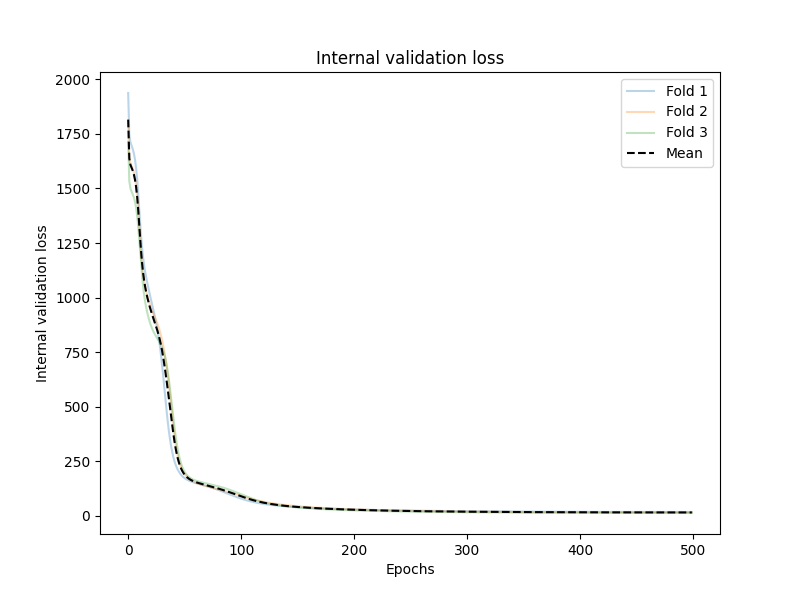 Internal validation loss
Fold 1
Fold 2
Fold 3
Mean
2000
1750
1500
1250
1000
750
500
250
0
Internal validation loss
0 100 200 300 400 500
Epochs